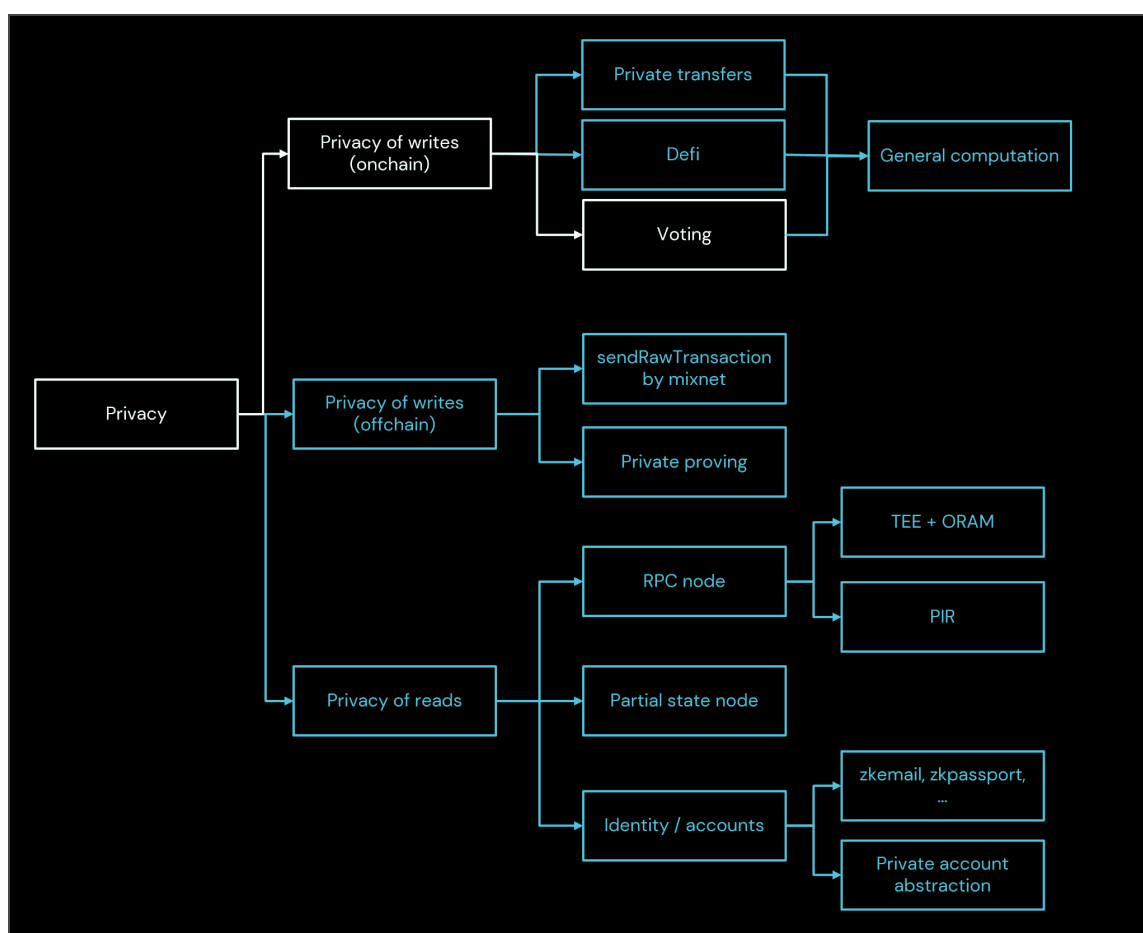 Private transfers
Privacy of writes
(onchain)
Defi
General computation
Voting
sendRawTransaction
by mixnet
Privacy
Privacy of writes
(offchain)
Private proving
TEE + ORAM
RPC node
PIR
Privacy of reads
Partial state node
zkemail, zkpassport,
...
Identity / accounts
Private account
abstraction